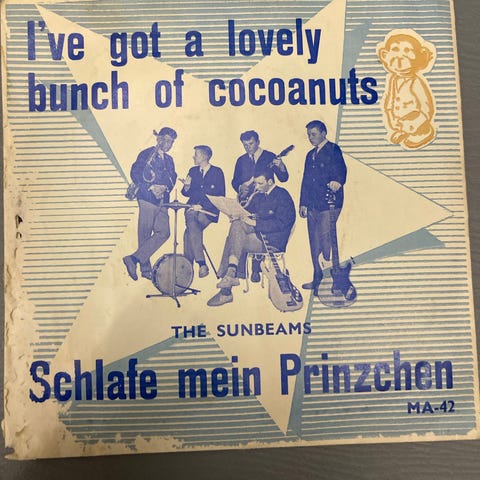 I've got a lovely
bunch of cocoanuts
THE SUNBEAMS
Schlafe mein Prinzchen
MA-42